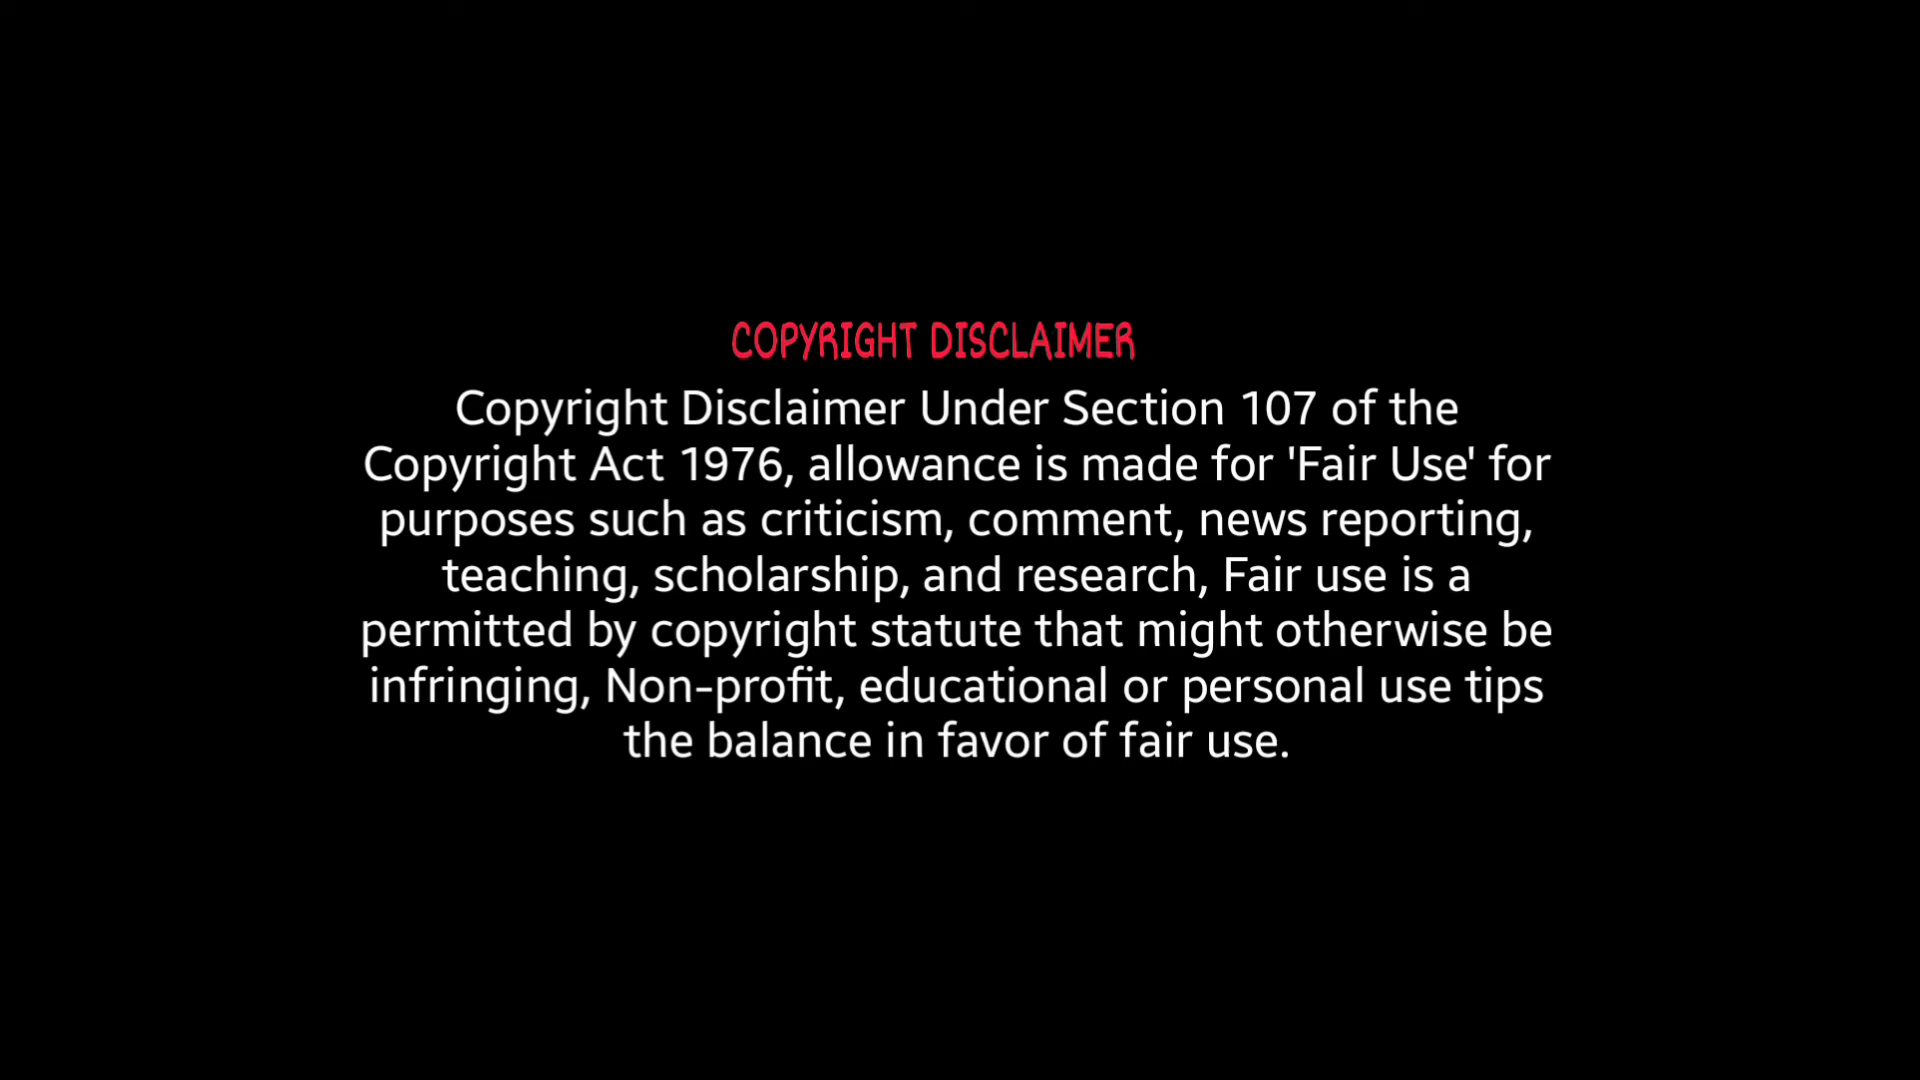 COPYRIGHT DISCLAIMER
Copyright Disclaimer Under Section 107 of the
Copyright Act 1976, allowance is made for 'Fair Use' for
purposes such as criticism, comment, news reporting,
teaching, scholarship, and research, Fair use is a
permitted by copyright statute that might otherwise be
infringing, Non-profit, educational or personal use tips
the balance in favor of fair use.